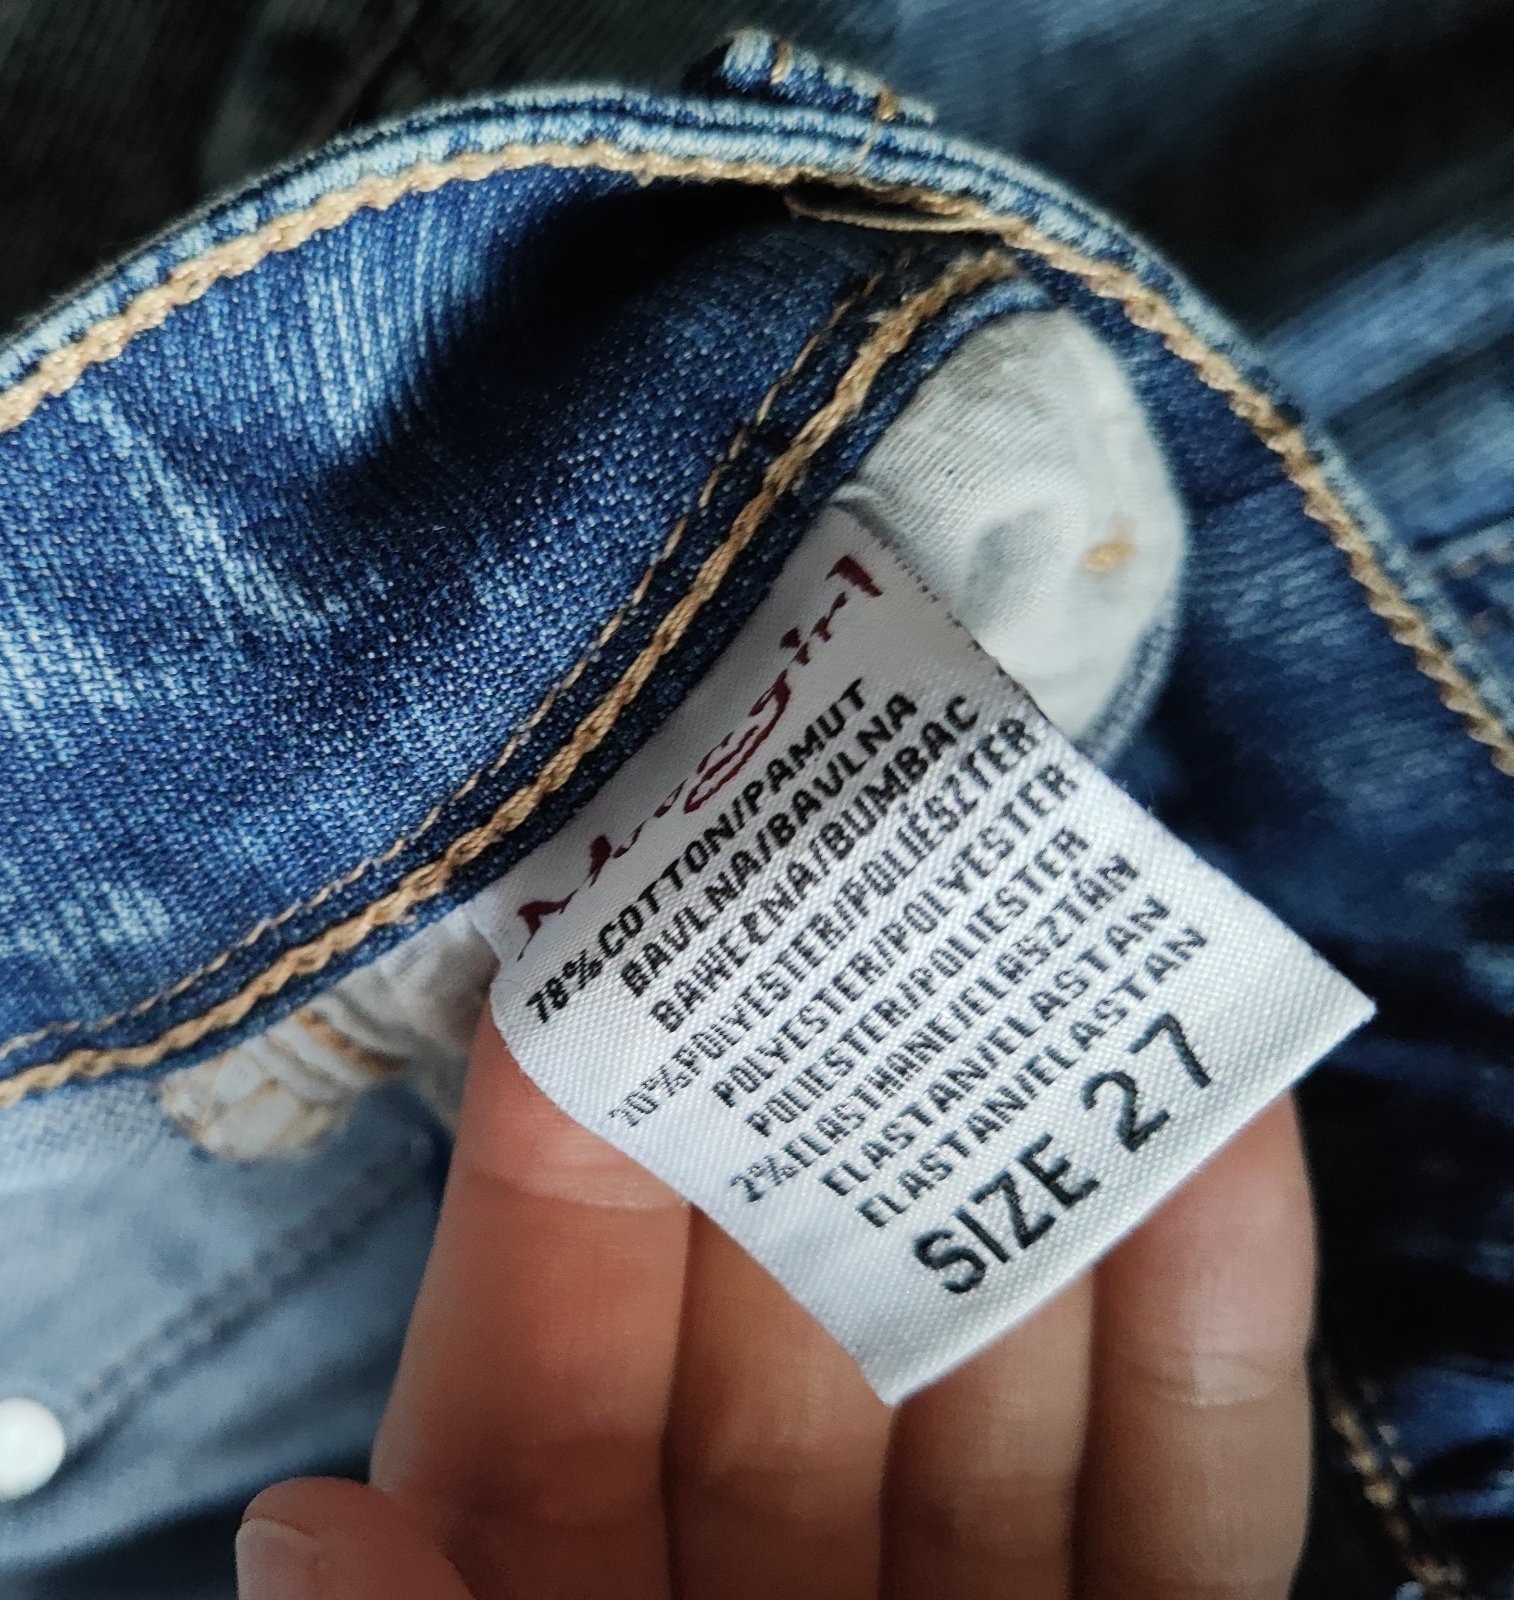 78%COTTON/PAMUT
BAVLNA/BAVLNA
BAWEŁNA/BUMBAC
20%POLYESTER/POLIÉSZTER
POLYESTER/POLYESTER
POLIESTER/POLIESTER
2%ELASTHANE/ELASZTÁN
ELASTAN/ELASTAN
ELASTAN/ELASTAN
SIZE 27